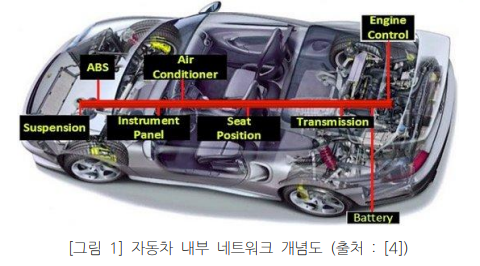 Engine
Control
Air
Conditioner
ABS
Suspension
Instrument
Panel
Seat
Position
Transmission
Battery
[그림 1] 자동차 내부 네트워크 개념도 (출처 : [4])